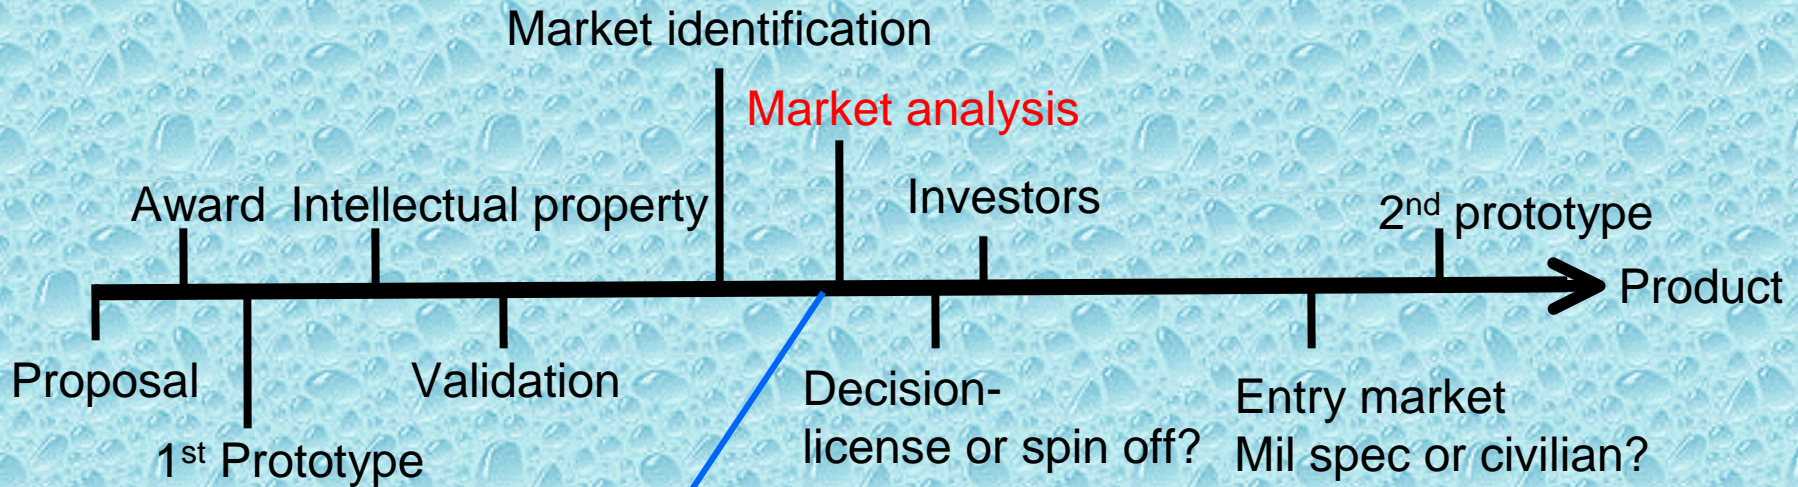 Market identification
Market analysis
Award
Intellectual property
Investors
2nd prototype
Product
Proposal
Validation
Decision-
license or spin off?
Entry market
Mil spec or civilian?
1st Prototype